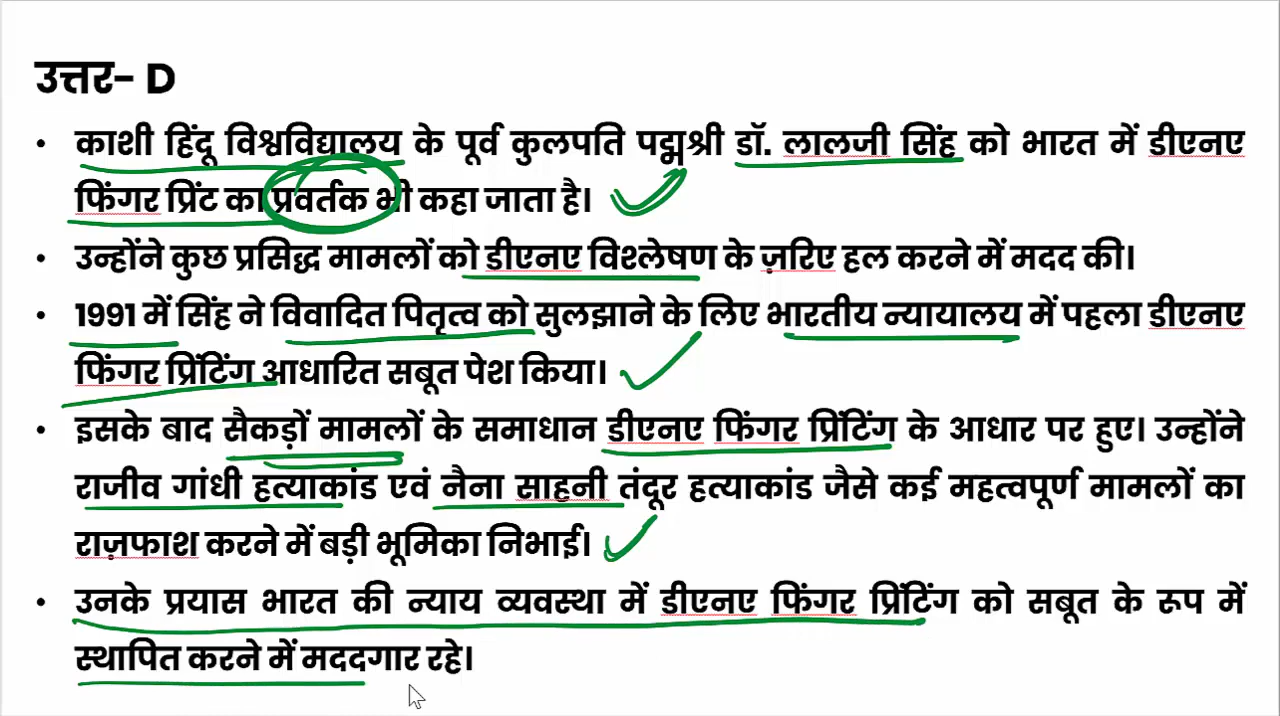 उत्तर- D
• काशी हिंदू विश्वविद्यालय के पूर्व कुलपति पद्मश्री डॉ. लालजी सिंह को भारत में डीएनए
फिंगर प्रिंट का प्रवर्तक भी कहा जाता है।
• उन्होंने कुछ प्रसिद्ध मामलों को डीएनए विश्लेषण के ज़रिए हल करने में मदद की।
• 1991 में सिंह ने विवादित पितृत्व को सुलझाने के लिए भारतीय न्यायालय में पहला डीएनए
फिंगर प्रिंटिंग आधारित सबूत पेश किया।
• इसके बाद सैकड़ों मामलों के समाधान डीएनए फिंगर प्रिंटिंग के आधार पर हुए। उन्होंने
राजीव गांधी हत्याकांड एवं नैना साहनी तंदूर हत्याकांड जैसे कई महत्वपूर्ण मामलों का
राज़फाश करने में बड़ी भूमिका निभाई।
• उनके प्रयास भारत की न्याय व्यवस्था में डीएनए फिंगर प्रिंटिंग को सबूत के रूप में
स्थापित करने में मददगार रहे।